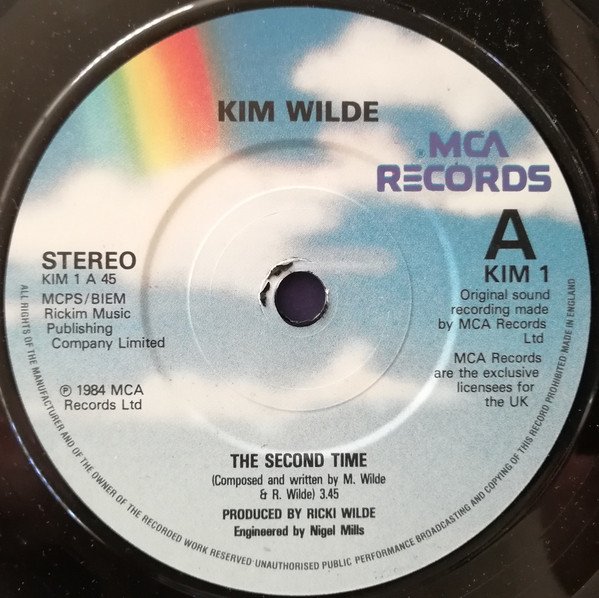 KIM WILDE
MCA
RECORDS
A
KIM 1
STEREO
KIM 1 A 45
MCPS/BIEM
Rickim Music
Publishing
Company Limited
℗ 1984 MCA
Records Ltd
Original sound
recording made
by MCA Records
Ltd
MCA Records
are the exclusive
licensees for
the UK
THE SECOND TIME
(Composed and written by M. Wilde
& R. Wilde) 3.45
PRODUCED BY RICKI WILDE
Engineered by Nigel Mills
ALL RIGHTS OF THE MANUFACTURER AND OF THE OWNER OF THE RECORDED WORK RESERVED·UNAUTHORISED PUBLIC PERFORMANCE BROADCASTING AND COPYING OF THIS RECORD PROHIBITED·MADE IN ENGLAND